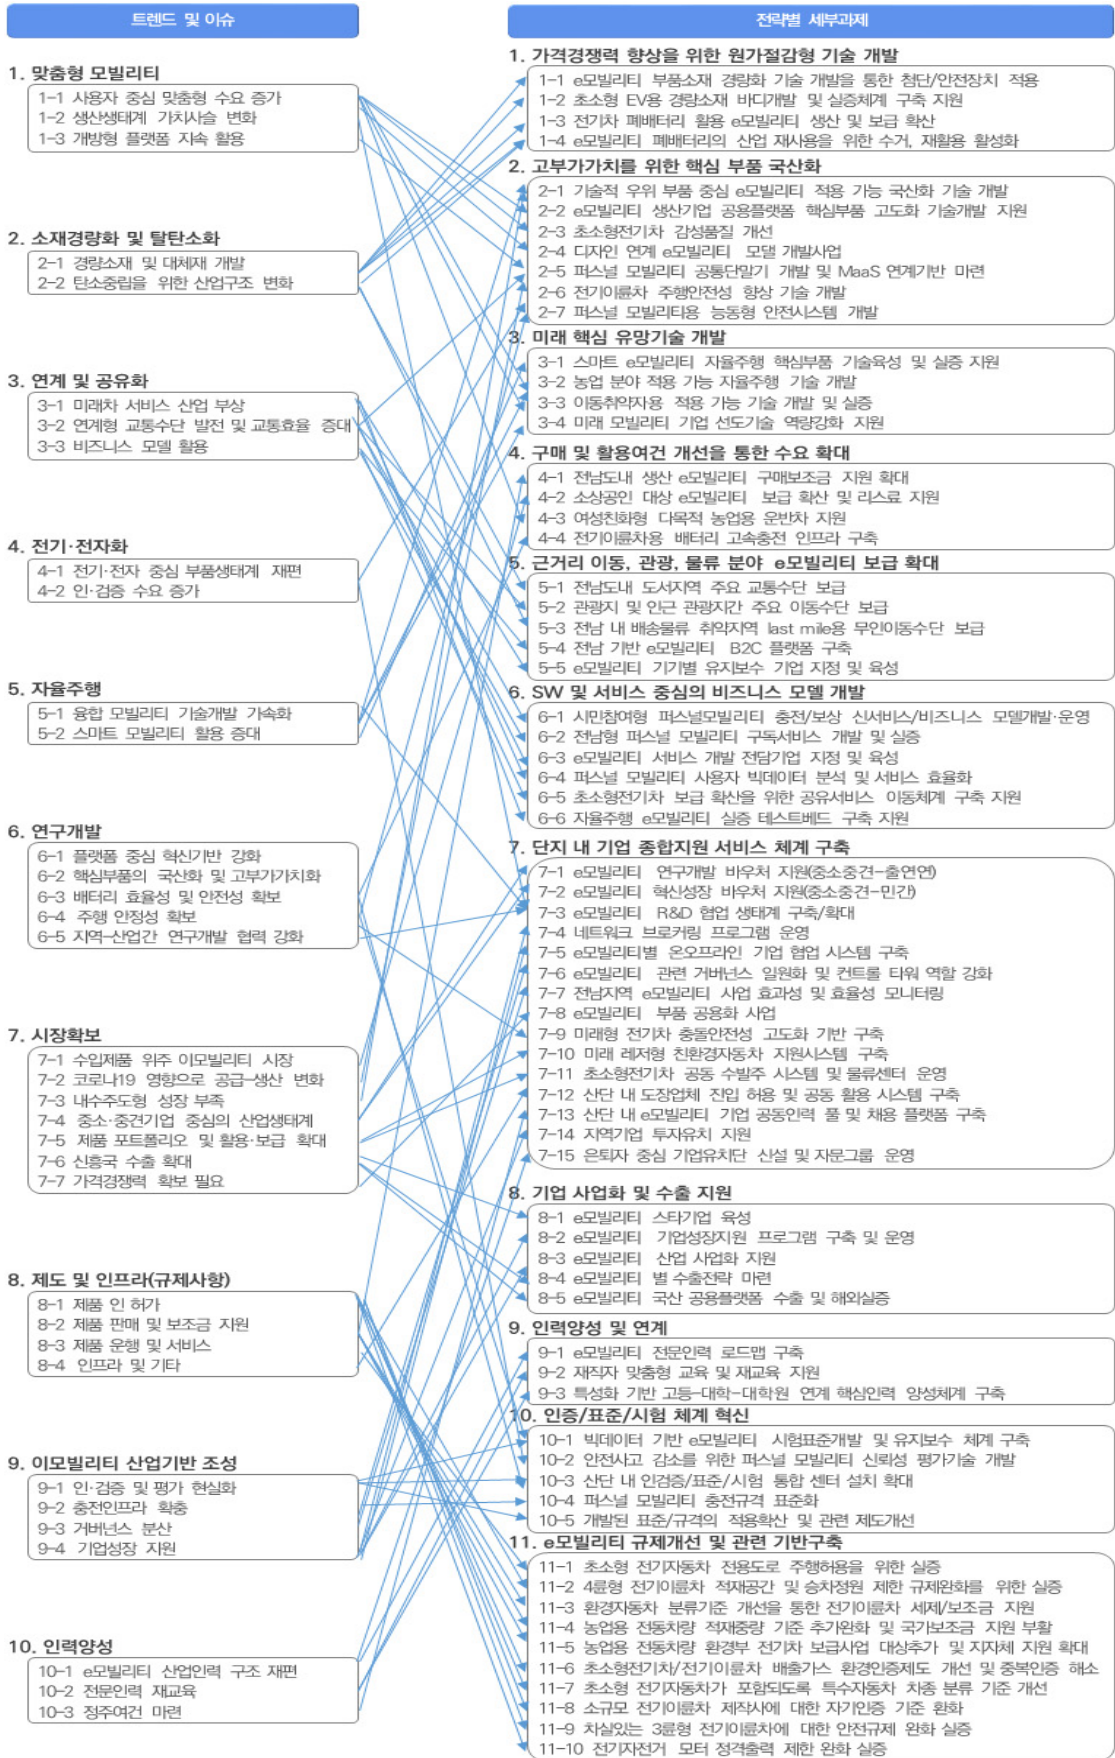 트렌드 및 이슈
1. 맞춤형 모빌리티
1-1 사용자 중심 맞춤형 수요 증가
1-2 생산생태계 가치사슬 변화
1-3 개방형 플랫폼 지속 활용
2. 소재경량화 및 탈탄소화
2-1 경량소재 및 대체재 개발
2-2 탄소중립을 위한 산업구조 변화
3. 연계 및 공유화
3-1 미래차 서비스 산업 부상
3-2 연계형 교통수단 발전 및 교통효율 증대
3-3 비즈니스 모델 활용
4. 전기·전자화
4-1 전기·전자 중심 부품생태계 재편
4-2 인·검증 수요 증가
5. 자율주행
5-1 융합 모빌리티 기술개발 가속화
5-2 스마트 모빌리티 활용 증대
6. 연구개발
6-1 플랫폼 중심 혁신기반 강화
6-2 핵심부품의 국산화 및 고부가가치화
6-3 배터리 효율성 및 안전성 확보
6-4 주행 안정성 확보
6-5 지역-산업간 연구개발 협력 강화
7. 시장확보
7-1 수입제품 위주 이모빌리티 시장
7-2 코로나19 영향으로 공급-생산 변화
7-3 내수주도형 성장 부족
7-4 중소·중견기업 중심의 산업생태계
7-5 제품 포트폴리오 및 활용·보급 확대
7-6 신흥국 수출 확대
7-7 가격경쟁력 확보 필요
8. 제도 및 인프라(규제사항)
8-1 제품 인 허가
8-2 제품 판매 및 보조금 지원
8-3 제품 운행 및 서비스
8-4 인프라 및 기타
9. 이모빌리티 산업기반 조성
9-1 인·검증 및 평가 현실화
9-2 충전인프라 확충
9-3 거버넌스 분산
9-4 기업성장 지원
10. 인력양성
10-1 e모빌리티 산업인력 구조 재편
10-2 전문인력 재교육
10-3 정주여건 마련
전략별 세부과제
1. 가격경쟁력 향상을 위한 원가절감형 기술 개발
1-1 e모빌리티 부품소재 경량화 기술 개발을 통한 첨단/안전장치 적용
1-2 초소형 EV용 경량소재 바디개발 및 실증체계 구축 지원
1-3 전기차 폐배터리 활용 e모빌리티 생산 및 보급 확산
1-4 e모빌리티 폐배터리의 산업 재사용을 위한 수거, 재활용 활성화
2. 고부가가치를 위한 핵심 부품 국산화
2-1 기술적 우위 부품 중심 e모빌리티 적용 가능 국산화 기술 개발
2-2 e모빌리티 생산기업 공용플랫폼 핵심부품 고도화 기술개발 지원
2-3 초소형전기차 감성품질 개선
2-4 디자인 연계 e모빌리티 모델 개발사업
2-5 퍼스널 모빌리티 공통단말기 개발 및 MaaS 연계기반 마련
2-6 전기이륜차 주행안전성 향상 기술 개발
2-7 퍼스널 모빌리티용 능동형 안전시스템 개발
3. 미래 핵심 유망기술 개발
3-1 스마트 e모빌리티 자율주행 핵심부품 기술육성 및 실증 지원
3-2 농업 분야 적용 가능 자율주행 기술 개발
3-3 이동취약자용 적용 가능 기술 개발 및 실증
3-4 미래 모빌리티 기업 선도기술 역량강화 지원
4. 구매 및 활용여건 개선을 통한 수요 확대
4-1 전남도내 생산 e모빌리티 구매보조금 지원 확대
4-2 소상공인 대상 e모빌리티 보급 확산 및 리스료 지원
4-3 여성친화형 다목적 농업용 운반차 지원
4-4 전기이륜차용 배터리 고속충전 인프라 구축
5. 근거리 이동, 관광, 물류 분야 e모빌리티 보급 확대
5-1 전남도내 도서지역 주요 교통수단 보급
5-2 관광지 및 인근 관광지간 주요 이동수단 보급
5-3 전남 내 배송물류 취약지역 last mile용 무인이동수단 보급
5-4 전남 기반 e모빌리티 B2C 플랫폼 구축
5-5 e모빌리티 기기별 유지보수 기업 지정 및 육성
6. SW 및 서비스 중심의 비즈니스 모델 개발
6-1 시민참여형 퍼스널모빌리티 충전/보상 신서비스/비즈니스 모델개발·운영
6-2 전남형 퍼스널 모빌리티 구독서비스 개발 및 실증
6-3 e모빌리티 서비스 개발 전담기업 지정 및 육성
6-4 퍼스널 모빌리티 사용자 빅데이터 분석 및 서비스 효율화
6-5 초소형전기차 보급 확산을 위한 공유서비스 이동체계 구축 지원
6-6 자율주행 e모빌리티 실증 테스트베드 구축 지원
7. 단지 내 기업 종합지원 서비스 체계 구축
7-1 e모빌리티 연구개발 바우처 지원(중소중견-출연연)
7-2 e모빌리티 혁신성장 바우처 지원(중소중견-민간)
7-3 e모빌리티 R&D 협업 생태계 구축/확대
7-4 네트워크 브로커링 프로그램 운영
7-5 e모빌리티별 온오프라인 기업 협업 시스템 구축
7-6 e모빌리티 관련 거버넌스 일원화 및 컨트롤 타워 역할 강화
7-7 전남지역 e모빌리티 사업 효과성 및 효율성 모니터링
7-8 e모빌리티 부품 공용화 사업
7-9 미래형 전기차 충돌안전성 고도화 기반 구축
7-10 미래 레저형 친환경자동차 지원시스템 구축
7-11 초소형전기차 공동 수발주 시스템 및 물류센터 운영
7-12 산단 내 도장업체 진입 허용 및 공동 활용 시스템 구축
7-13 산단 내 e모빌리티 기업 공동인력 풀 및 채용 플랫폼 구축
7-14 지역기업 투자유치 지원
7-15 은퇴자 중심 기업유치단 신설 및 자문그룹 운영
8. 기업 사업화 및 수출 지원
8-1 e모빌리티 스타기업 육성
8-2 e모빌리티 기업성장지원 프로그램 구축 및 운영
8-3 e모빌리티 산업 사업화 지원
8-4 e모빌리티 별 수출전략 마련
8-5 e모빌리티 국산 공용플랫폼 수출 및 해외실증
9. 인력양성 및 연계
9-1 e모빌리티 전문인력 로드맵 구축
9-2 재직자 맞춤형 교육 및 재교육 지원
9-3 특성화 기반 고등-대학-대학원 연계 핵심인력 양성체계 구축
10. 인증/표준/시험 체계 혁신
10-1 빅데이터 기반 e모빌리티 시험표준개발 및 유지보수 체계 구축
10-2 안전사고 감소를 위한 퍼스널 모빌리티 신뢰성 평가기술 개발
10-3 산단 내 인검증/표준/시험 통합 센터 설치 확대
10-4 퍼스널 모빌리티 충전규격 표준화
10-5 개발된 표준/규격의 적용확산 및 관련 제도개선
11. e모빌리티 규제개선 및 관련 기반구축
11-1 초소형 전기자동차 전용도로 주행허용을 위한 실증
11-2 4륜형 전기이륜차 적재공간 및 승차정원 제한 규제완화를 위한 실증
11-3 환경자동차 분류기준 개선을 통한 전기이륜차 세제/보조금 지원
11-4 농업용 전동차량 적재중량 기준 추가완화 및 국가보조금 지원 부활
11-5 농업용 전동차량 환경부 전기차 보급사업 대상추가 및 지자체 지원 확대
11-6 초소형전기차/전기이륜차 배출가스 환경인증제도 개선 및 중복인증 해소
11-7 초소형 전기자동차가 포함되도록 특수자동차 차종 분류 기준 개선
11-8 소규모 전기이륜차 제작사에 대한 자기인증 기준 완화
11-9 차실있는 3륜형 전기이륜차에 대한 안전규제 완화 실증
11-10 전기자전거 모터 정격출력 제한 완화 실증